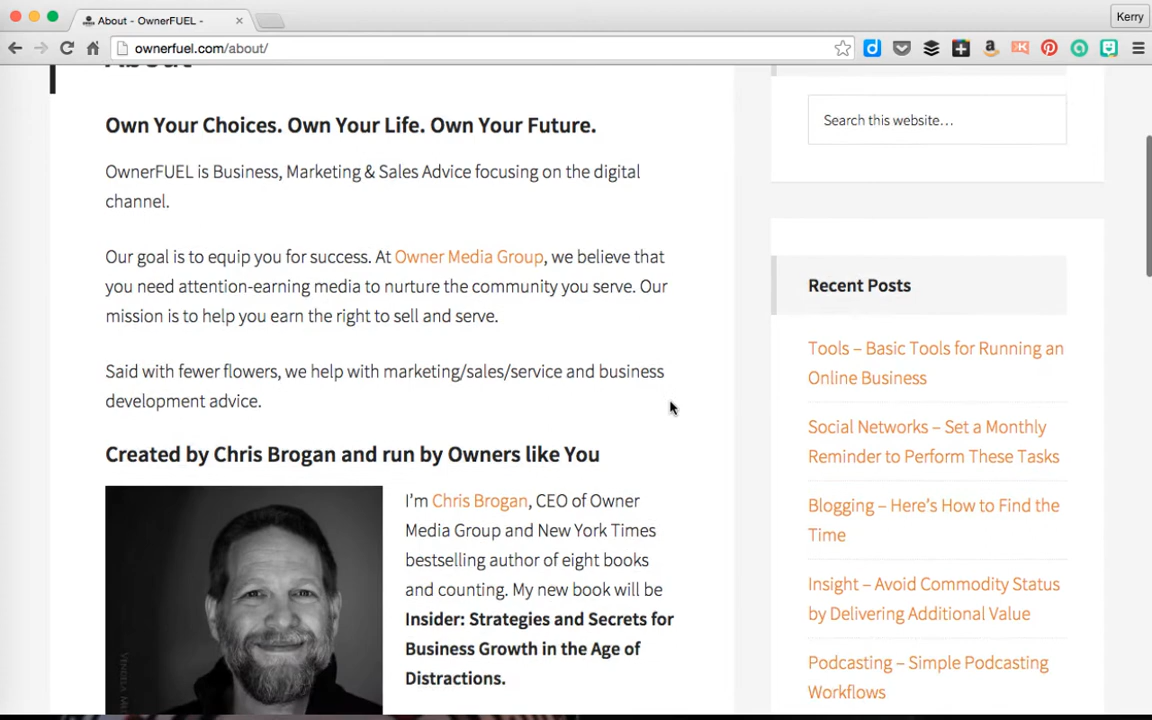 About - OwnerFUEL -
Kerry
ownerfuel.com/about/
About
Own Your Choices. Own Your Life. Own Your Future.
OwnerFUEL is Business, Marketing & Sales Advice focusing on the digital
channel.
Our goal is to equip you for success. At Owner Media Group, we believe that
you need attention-earning media to nurture the community you serve. Our
mission is to help you earn the right to sell and serve.
Said with fewer flowers, we help with marketing/sales/service and business
development advice.
Created by Chris Brogan and run by Owners like You
I'm Chris Brogan, CEO of Owner
Media Group and New York Times
bestselling author of eight books
and counting. My new book will be
Insider: Strategies and Secrets for
Business Growth in the Age of
Distractions.
Search this website…
Recent Posts
Tools – Basic Tools for Running an
Online Business
Social Networks – Set a Monthly
Reminder to Perform These Tasks
Blogging – Here's How to Find the
Time
Insight – Avoid Commodity Status
by Delivering Additional Value
Podcasting – Simple Podcasting
Workflows